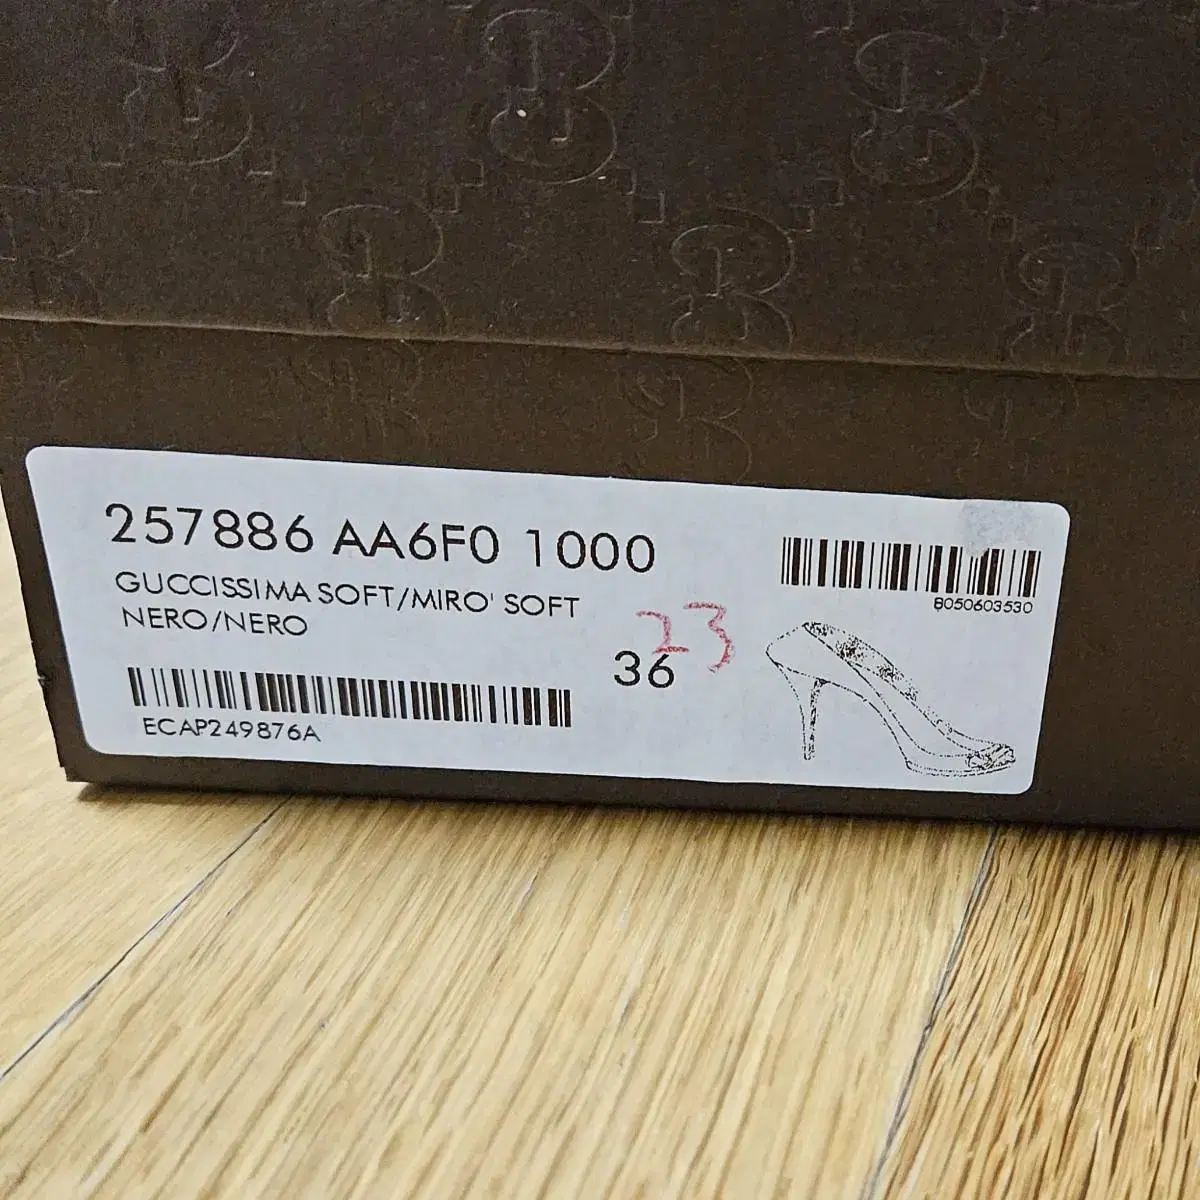 257886 AA6F0 1000
GUCCISSIMA SOFT/MIRO' SOFT
NERO/NERO
ECAP249876A
23
36
8050603530